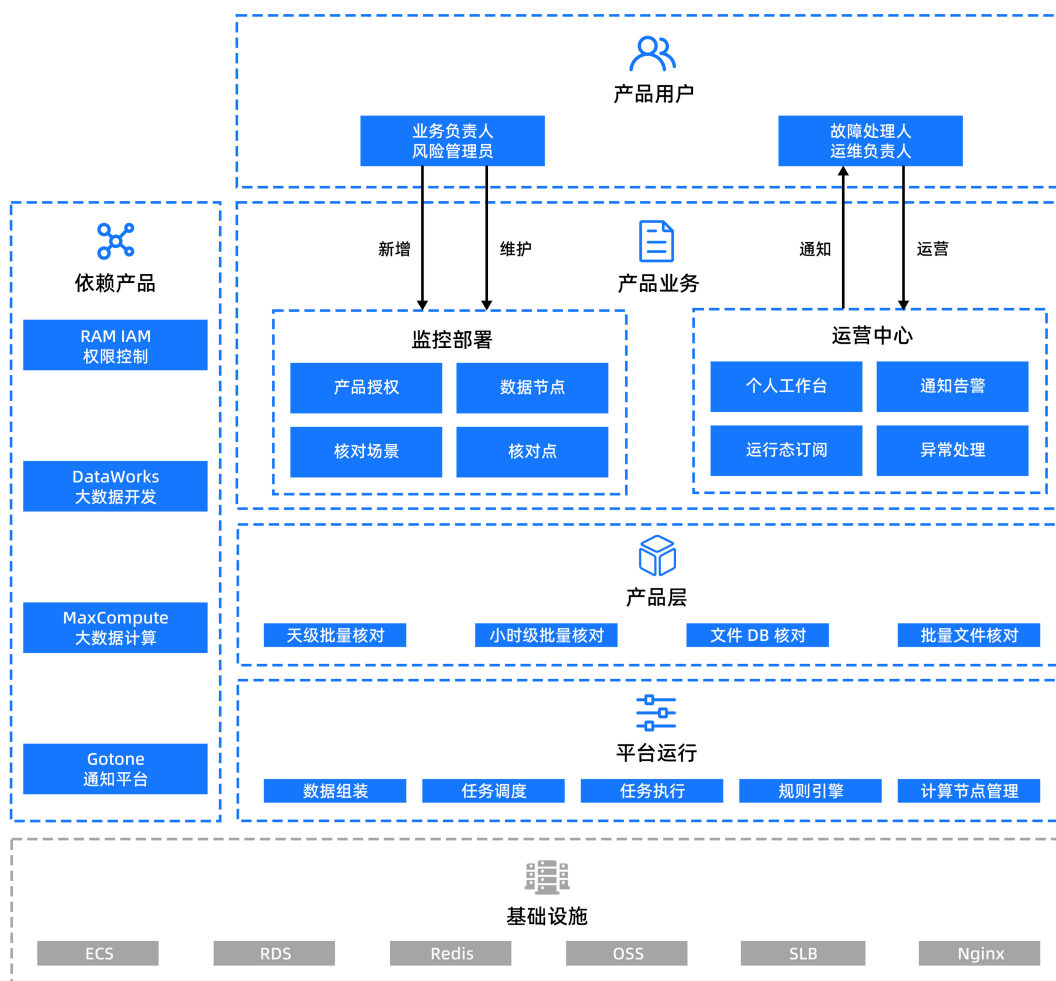 产品用户
业务负责人
风险管理员
故障处理人
运维负责人
依赖产品
RAM IAM
权限控制
DataWorks
大数据开发
MaxCompute
大数据计算
Gotone
通知平台
新增
维护
产品业务
通知
运营
监控部署
产品授权
数据节点
核对场景
核对点
运营中心
个人工作台
通知告警
运行态订阅
异常处理
产品层
天级批量核对
小时级批量核对
文件 DB 核对
批量文件核对
平台运行
数据组装
任务调度
任务执行
规则引擎
计算节点管理
基础设施
ECS
RDS
Redis
OSS
SLB
Nginx